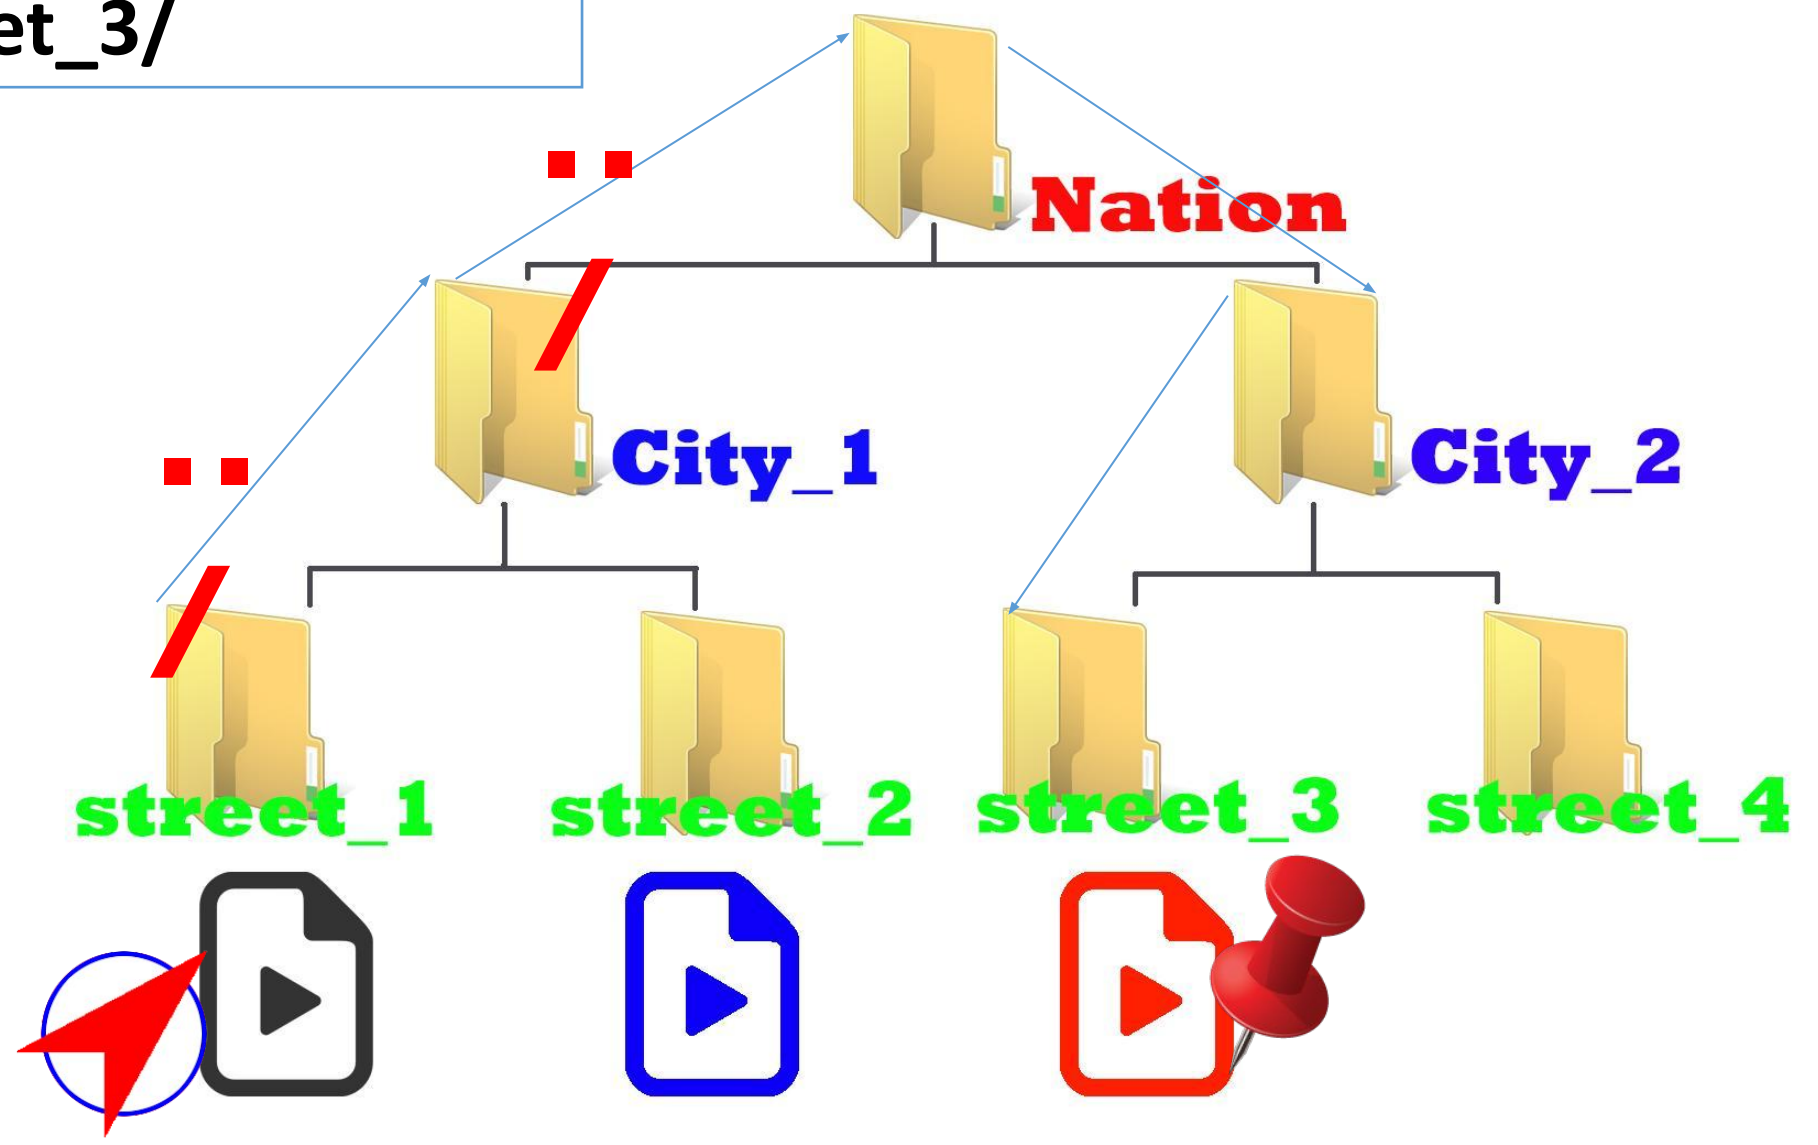 et_3/
..
Nation
/
City_1
City_2
..
/
street_1
street_2
street_3
street_4